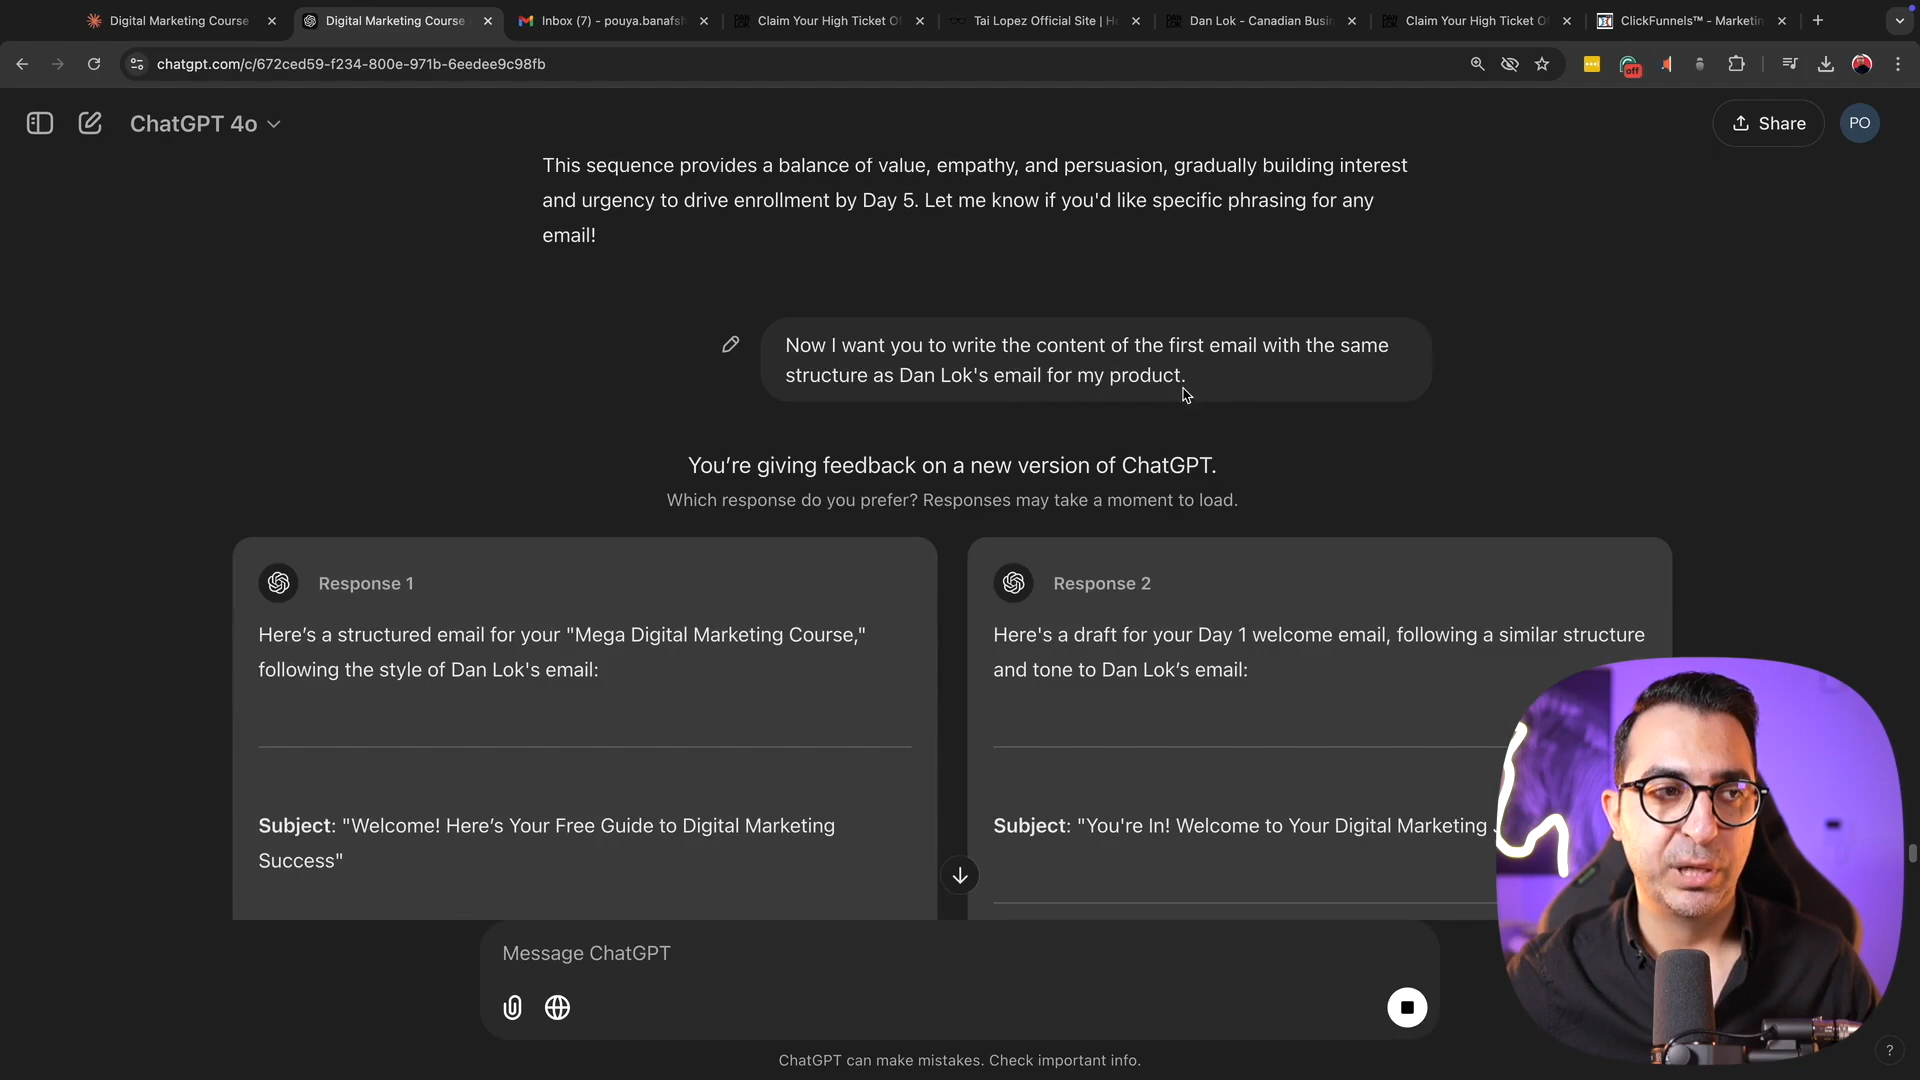 Digital Marketing Course
Digital Marketing Course
Inbox (7) - pouya.banafsh
Claim Your High Ticket Of
Tai Lopez Official Site | H
Dan Lok - Canadian Busin
Claim Your High Ticket Of
ClickFunnels™ - Marketin
chatgpt.com/c/672ced59-f234-800e-971b-6eedee9c98fb
off
ChatGPT 4o
Share
PO
This sequence provides a balance of value, empathy, and persuasion, gradually building interest
and urgency to drive enrollment by Day 5. Let me know if you'd like specific phrasing for any
email!
Now I want you to write the content of the first email with the same
structure as Dan Lok's email for my product.
You’re giving feedback on a new version of ChatGPT.
Which response do you prefer? Responses may take a moment to load.
Response 1
Here’s a structured email for your "Mega Digital Marketing Course,"
following the style of Dan Lok's email:
Subject: "Welcome! Here’s Your Free Guide to Digital Marketing
Success"
Response 2
Here's a draft for your Day 1 welcome email, following a similar structure
and tone to Dan Lok’s email:
Subject: "You're In! Welcome to Your Digital Marketing
Message ChatGPT
ChatGPT can make mistakes. Check important info.
?